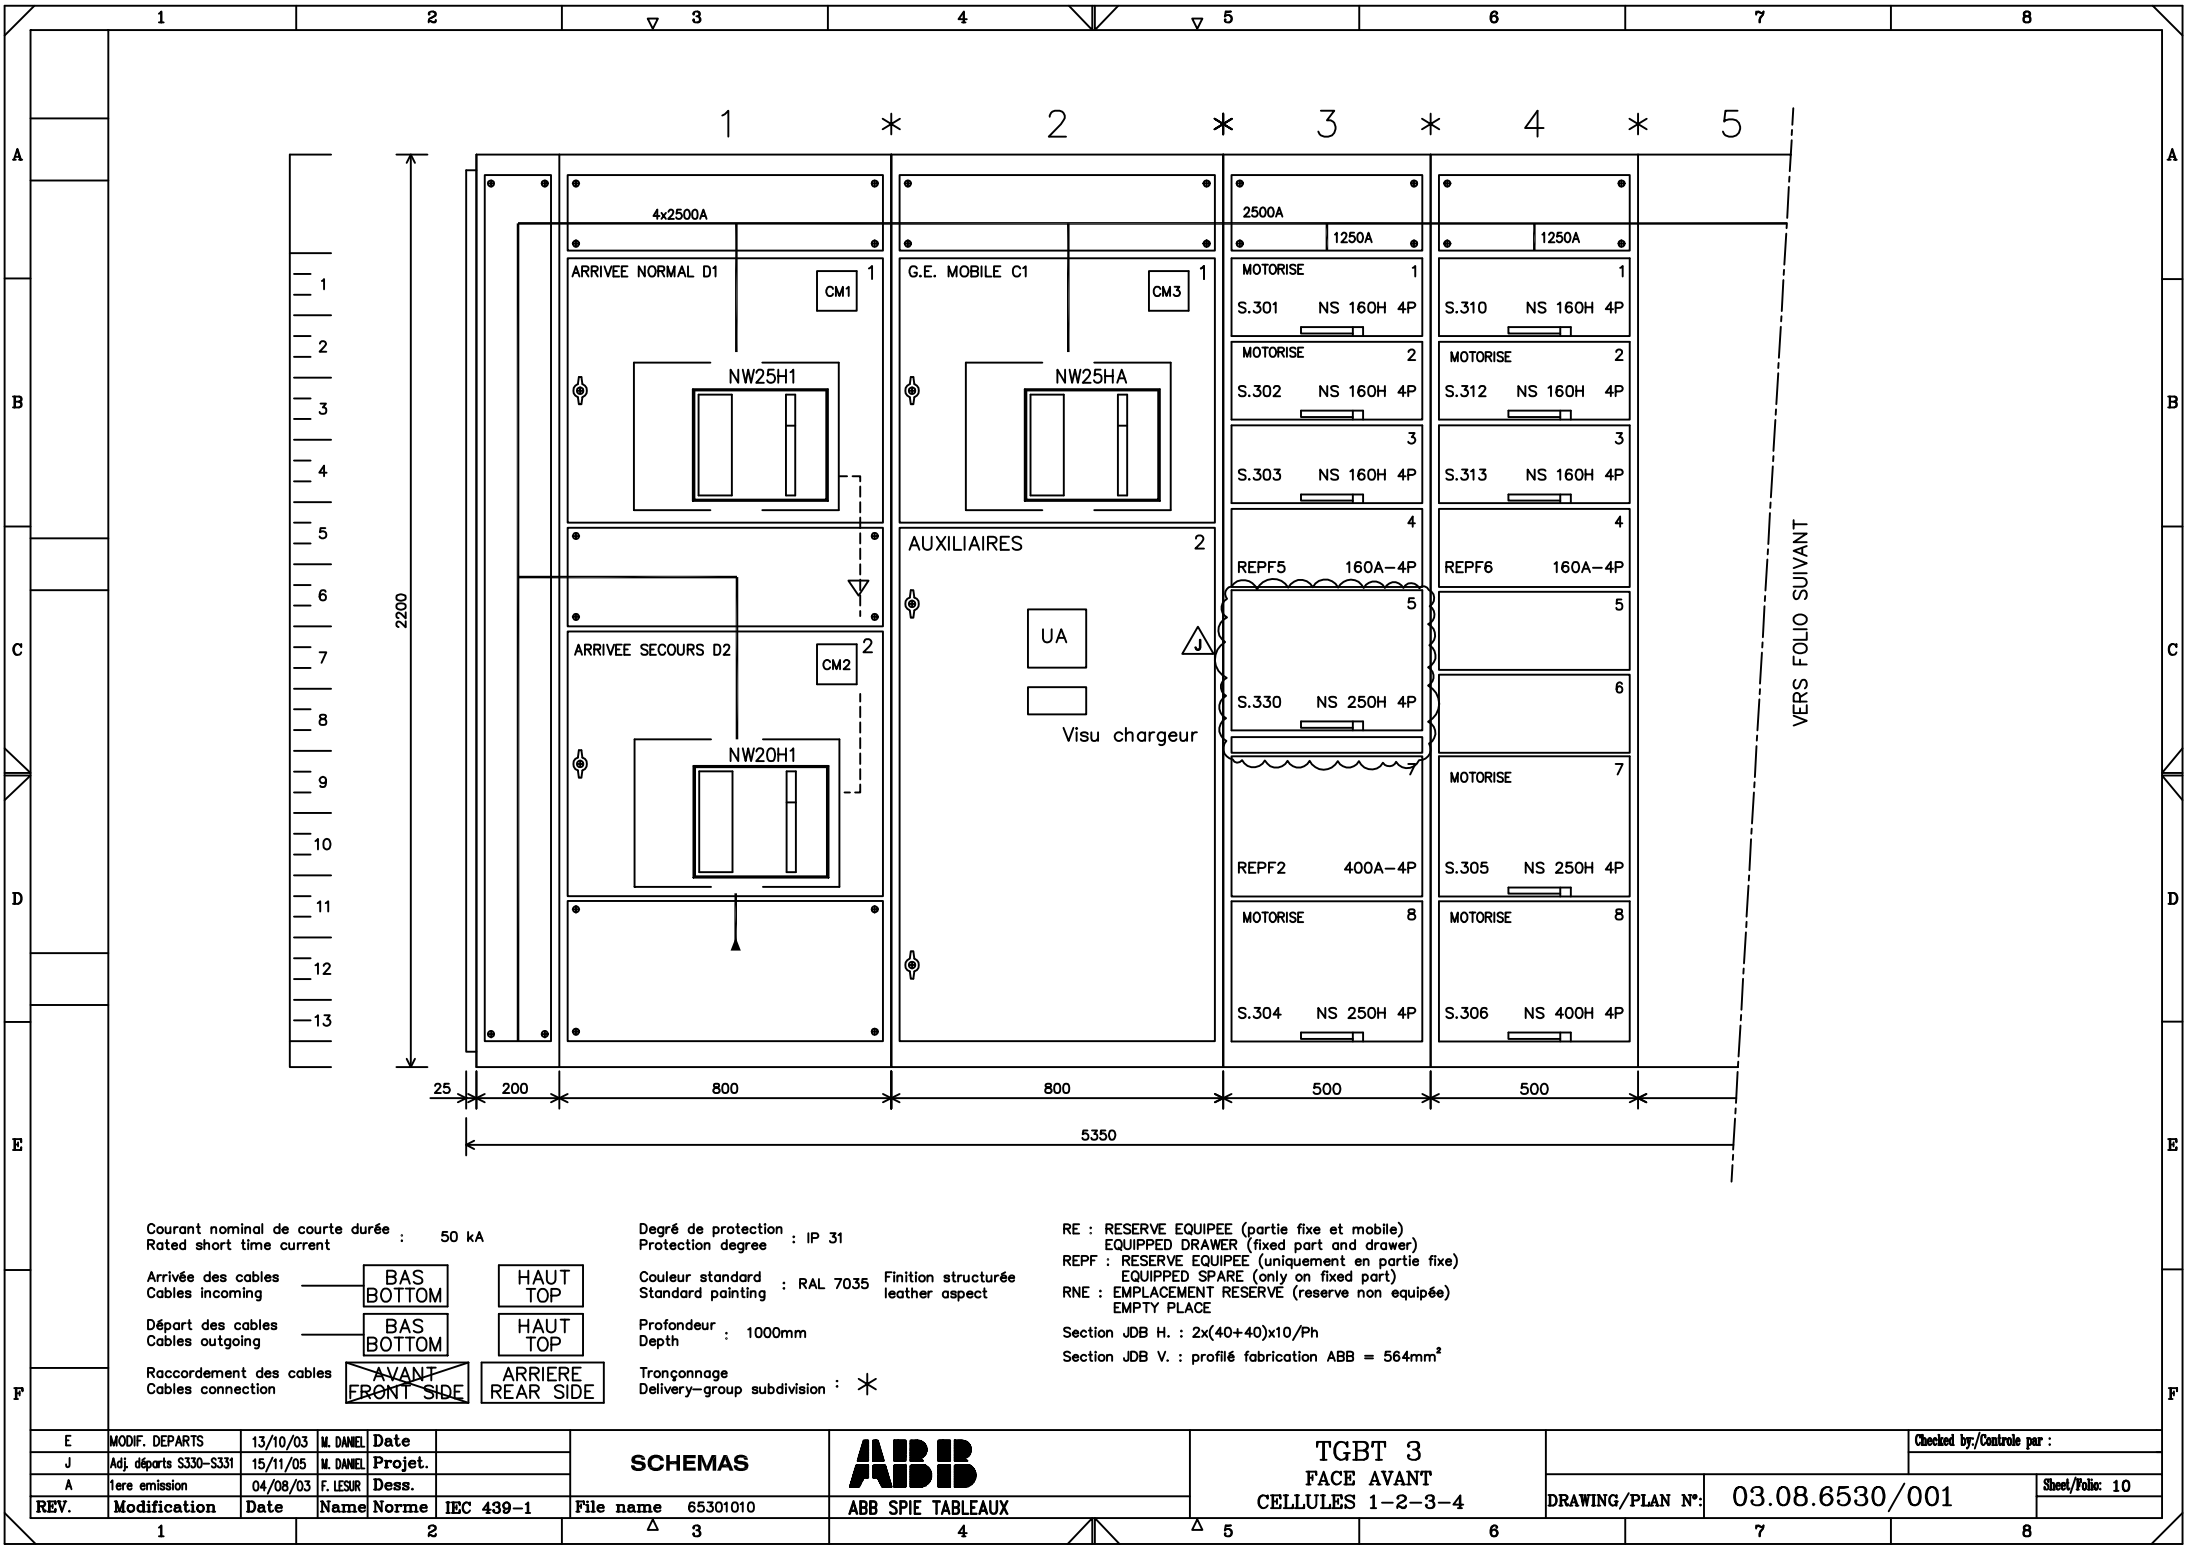 1 2 3 4 5 6 7 8
A A
B B
C C
D D
E E
F F
1 * 2 * 3 * 4 * 5
4x2500A
2500A
1250A
1250A
1
2
3
4
5
6
7
8
9
10
11
12
13
2200
ARRIVEE NORMAL D1
1
CM1
NW25H1
ARRIVEE SECOURS D2
2
CM2
NW20H1
G.E. MOBILE C1
1
CM3
NW25HA
AUXILIAIRES
2
UA
Visu chargeur
J
MOTORISE
1
S.301 NS 160H 4P
MOTORISE
2
S.302 NS 160H 4P
3
S.303 NS 160H 4P
4
REPF5 160A-4P
5
S.330 NS 250H 4P
7
REPF2 400A-4P
MOTORISE
8
S.304 NS 250H 4P
1
S.310 NS 160H 4P
MOTORISE
2
S.312 NS 160H 4P
3
S.313 NS 160H 4P
4
REPF6 160A-4P
5
6
MOTORISE
7
S.305 NS 250H 4P
MOTORISE
8
S.306 NS 400H 4P
VERS FOLIO SUIVANT
25 200 800 800 500 500
5350
Courant nominal de courte durée
Rated short time current
: 50 kA
Arrivée des cables
Cables incoming
BAS
BOTTOM
HAUT
TOP
Départ des cables
Cables outgoing
BAS
BOTTOM
HAUT
TOP
Raccordement des cables
Cables connection
AVANT
FRONT SIDE
ARRIERE
REAR SIDE
Degré de protection
Protection degree
: IP 31
Couleur standard
Standard painting
: RAL 7035
Finition structurée
leather aspect
Profondeur
Depth
: 1000mm
Tronçonnage
Delivery-group subdivision
: *
RE : RESERVE EQUIPEE (partie fixe et mobile)
EQUIPPED DRAWER (fixed part and drawer)
REPF : RESERVE EQUIPEE (uniquement en partie fixe)
EQUIPPED SPARE (only on fixed part)
RNE : EMPLACEMENT RESERVE (reserve non equipée)
EMPTY PLACE
Section JDB H. : 2x(40+40)x10/Ph
Section JDB V. : profilé fabrication ABB = 564mm²
E MODIF. DEPARTS 13/10/03 M. DANIEL Date
J Adj. départs S330-S331 15/11/05 M. DANIEL Projet.
A 1ere emission 04/08/03 F. LESUR Dess.
REV. Modification Date Name Norme IEC 439-1
SCHEMAS
File name 65301010
ABB
ABB SPIE TABLEAUX
TGBT 3
FACE AVANT
CELLULES 1-2-3-4
DRAWING/PLAN N°: 03.08.6530/001
Checked by:/Controle par :
Sheet/Folio: 10
1 2 3 4 5 6 7 8